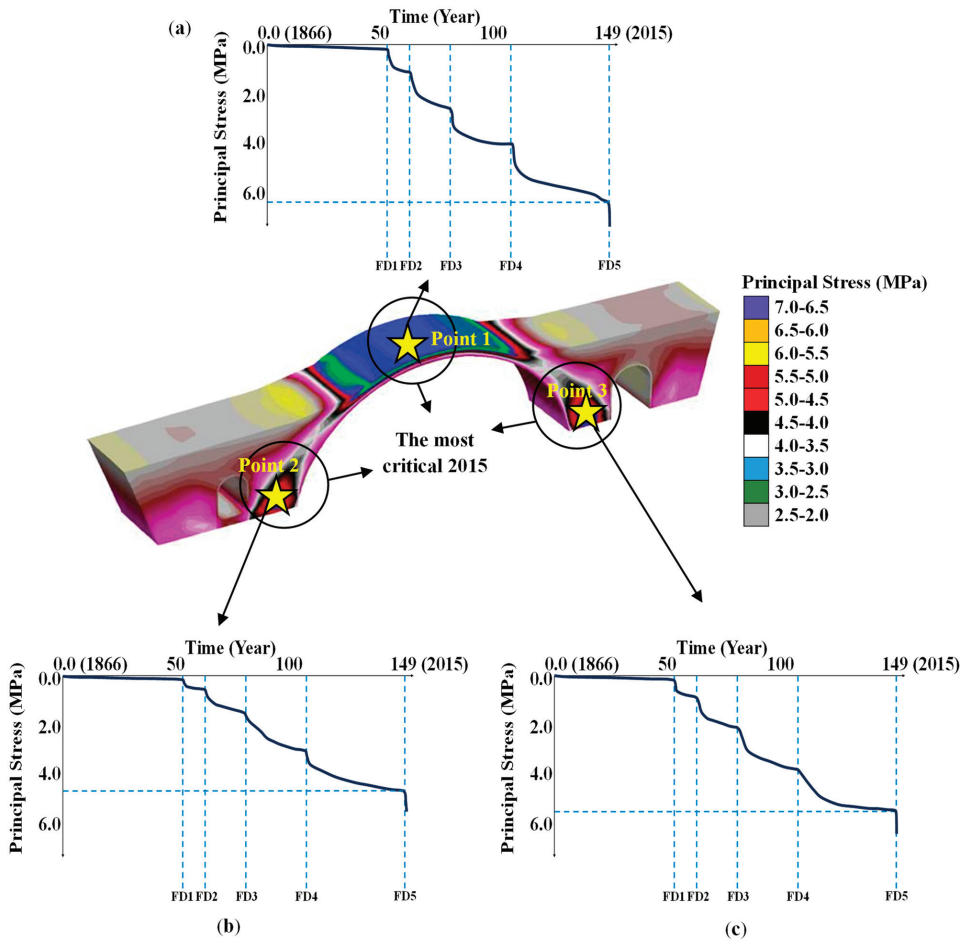 (a)
Time (Year)
0.0 (1866) 50 100 149 (2015)
Principal Stress (MPa)
0.0
2.0
4.0
6.0
FD1 FD2 FD3 FD4 FD5
Principal Stress (MPa)
7.0-6.5
6.5-6.0
6.0-5.5
5.5-5.0
5.0-4.5
4.5-4.0
4.0-3.5
3.5-3.0
3.0-2.5
2.5-2.0
Point 1
Point 3
The most
critical 2015
Point 2
Time (Year)
0.0 (1866) 50 100 149 (2015)
Principal Stress (MPa)
0.0
2.0
4.0
6.0
FD1 FD2 FD3 FD4 FD5
(b)
Time (Year)
0.0 (1866) 50 100 149 (2015)
Principal Stress (MPa)
0.0
2.0
4.0
6.0
FD1 FD2 FD3 FD4 FD5
(c)